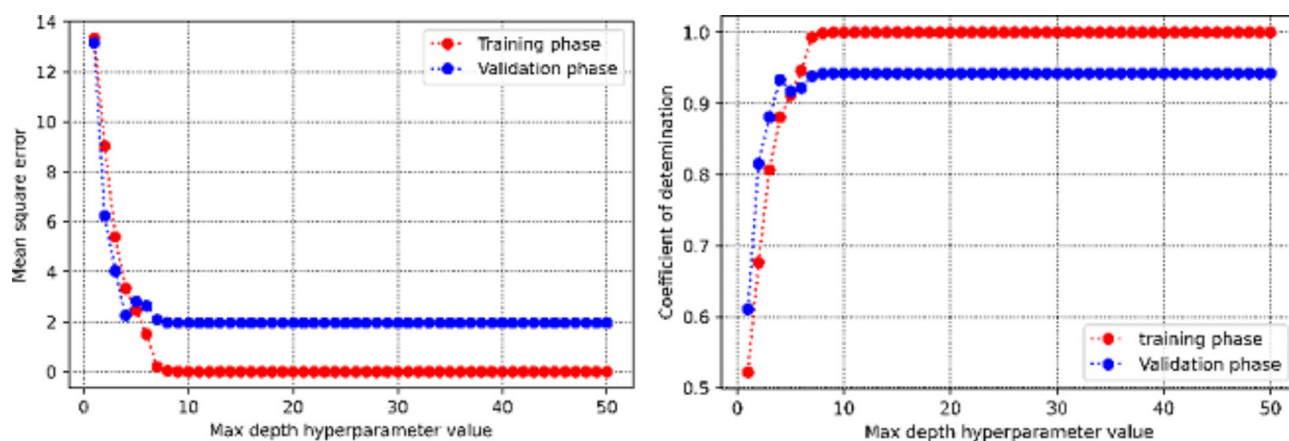 14
12
10
8
6
4
2
0
Mean square error
Training phase
Validation phase
0 10 20 30 40 50
Max depth hyperparameter value
1.0
0.9
0.8
0.7
0.6
0.5
Coefficient of detemination
training phase
Validation phase
0 10 20 30 40 50
Max depth hyperparameter value